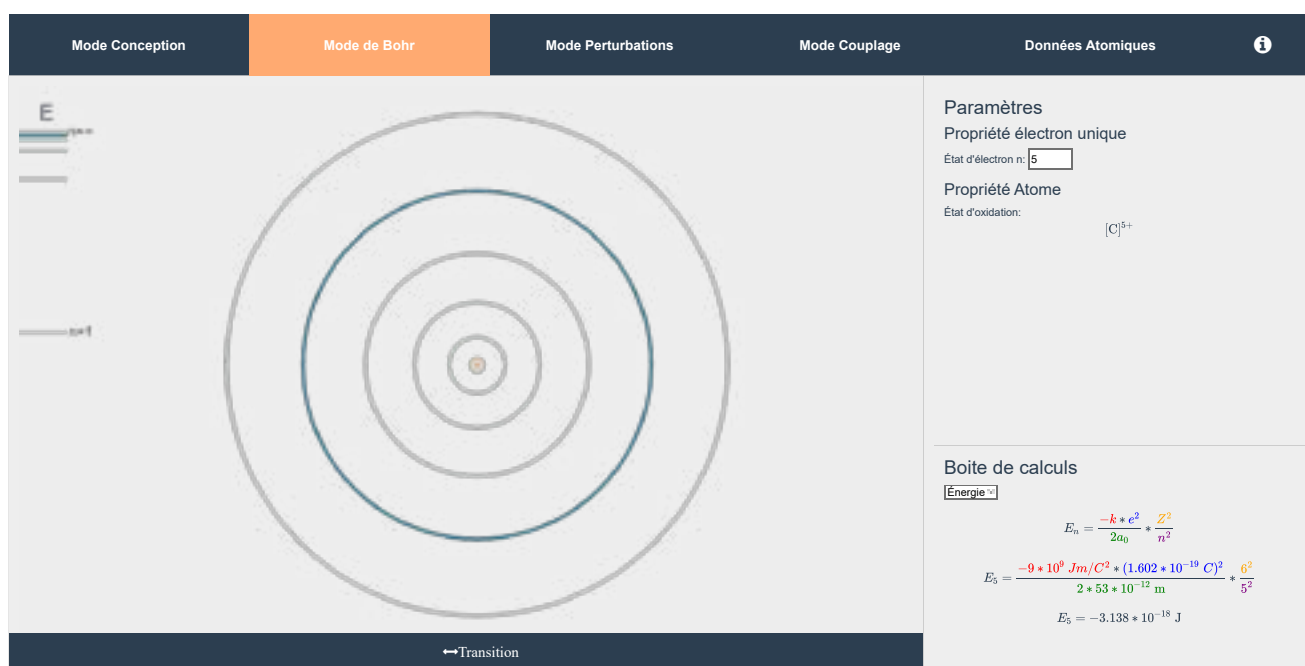 Mode Conception
Mode de Bohr
Mode Perturbations
Mode Couplage
Données Atomiques
E
n=1
Transition
Paramètres
Propriété électron unique
État d'électron n: 5
Propriété Atome
État d'oxidation:
[C]⁵⁺
Boite de calculs
Énergie
Eₙ = (-k * e²)/(2a₀) * Z²/n²
E₅ = (-9 * 10⁹ Jm/C² * (1.602 * 10⁻¹⁹ C)²)/(2 * 53 * 10⁻¹² m) * 6²/5²
E₅ = −3.138 * 10⁻¹⁸ J